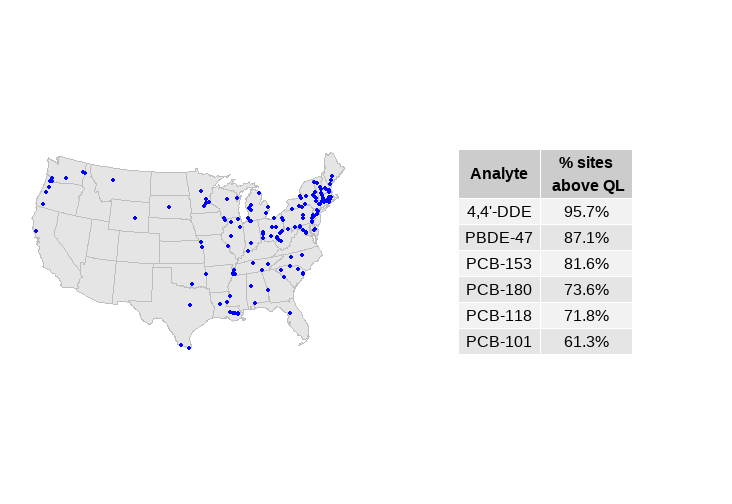 Analyte % sites above QL
4,4'-DDE 95.7%
PBDE-47 87.1%
PCB-153 81.6%
PCB-180 73.6%
PCB-118 71.8%
PCB-101 61.3%